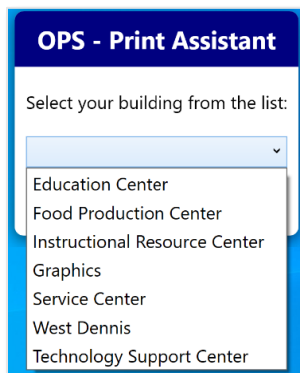 OPS - Print Assistant
Select your building from the list:
Education Center
Food Production Center
Instructional Resource Center
Graphics
Service Center
West Dennis
Technology Support Center